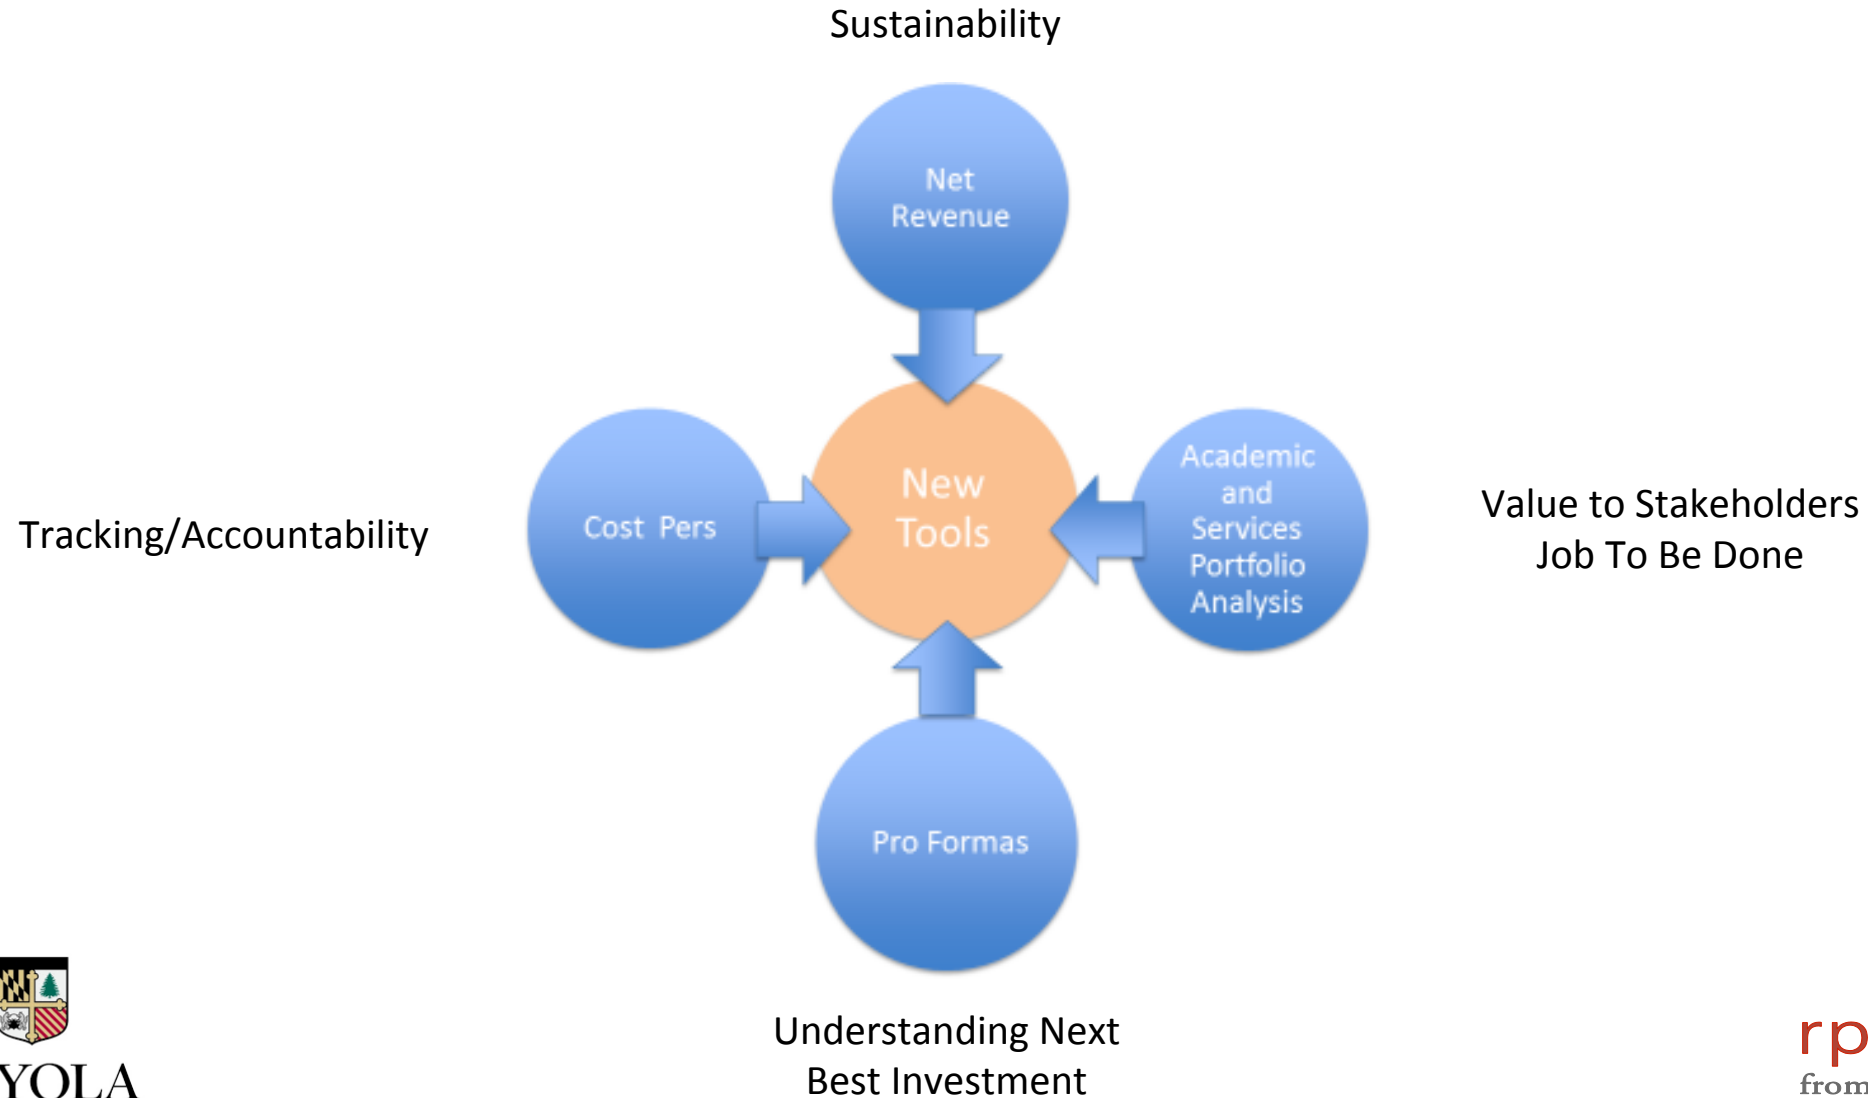 Sustainability
Net
Revenue
New
Tools
Cost Pers
Academic
and
Services
Portfolio
Analysis
Tracking/Accountability
Value to Stakeholders
Job To Be Done
Pro Formas
Understanding Next
Best Investment
YOLA
rp
from